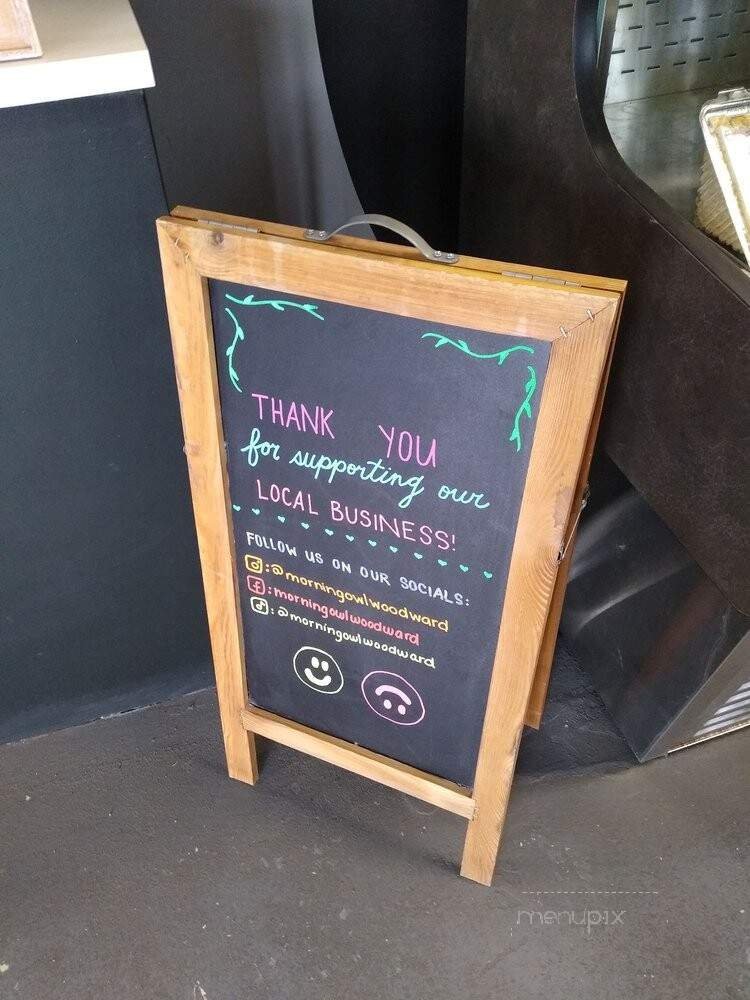 THANK YOU
for supporting our
LOCAL BUSINESS!
FOLLOW US ON OUR SOCIALS:
: @morningowlwoodward
: morningowlwoodward
: @morningowlwoodward
menupix